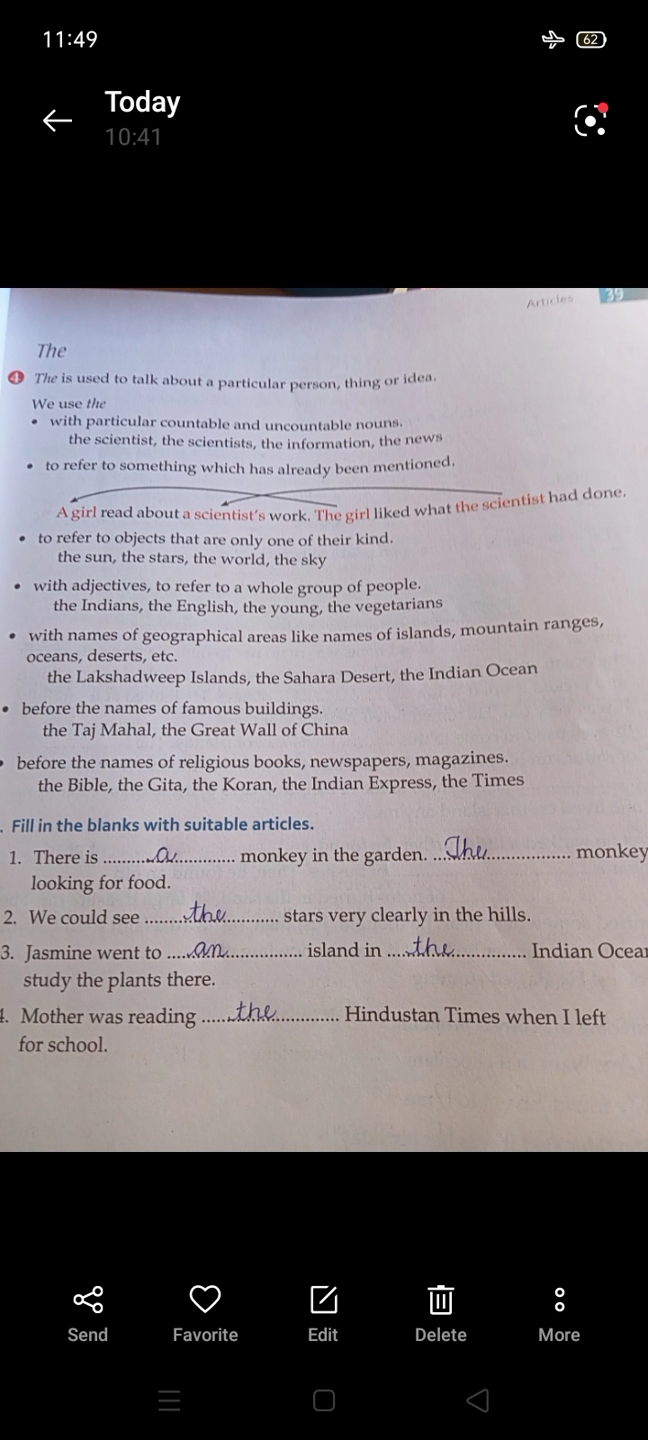 11:49
62
Today
10:41
Articles 39
The
4 The is used to talk about a particular person, thing or idea.
We use the
• with particular countable and uncountable nouns.
the scientist, the scientists, the information, the news
• to refer to something which has already been mentioned.
A girl read about a scientist's work. The girl liked what the scientist had done.
• to refer to objects that are only one of their kind.
the sun, the stars, the world, the sky
• with adjectives, to refer to a whole group of people.
the Indians, the English, the young, the vegetarians
• with names of geographical areas like names of islands, mountain ranges,
oceans, deserts, etc.
the Lakshadweep Islands, the Sahara Desert, the Indian Ocean
• before the names of famous buildings.
the Taj Mahal, the Great Wall of China
• before the names of religious books, newspapers, magazines.
the Bible, the Gita, the Koran, the Indian Express, the Times
. Fill in the blanks with suitable articles.
1. There is .........a............. monkey in the garden. ...The................. monkey
looking for food.
2. We could see ........the........... stars very clearly in the hills.
3. Jasmine went to .....an................ island in ....the.............. Indian Ocea
study the plants there.
4. Mother was reading ......the............. Hindustan Times when I left
for school.
Send
Favorite
Edit
Delete
More